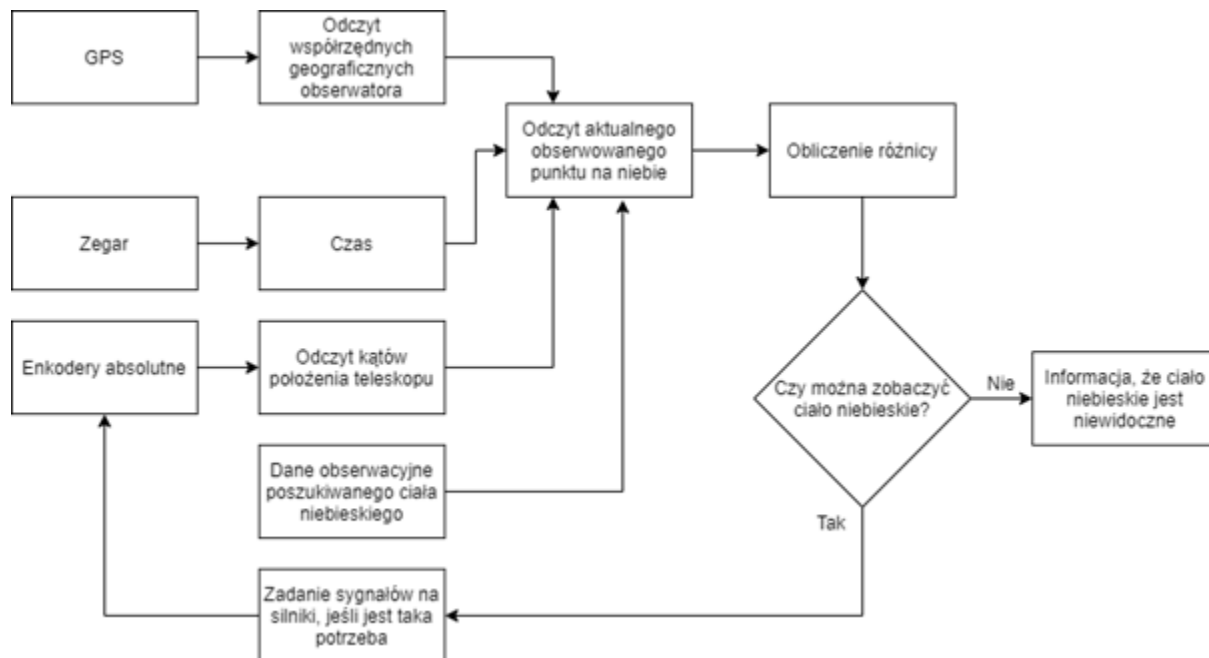 GPS
Odczyt
współrzędnych
geograficznych
obserwatora
Odczyt aktualnego
obserwowanego
punktu na niebie
Obliczenie różnicy
Zegar
Czas
Enkodery absolutne
Odczyt kątów
położenia teleskopu
Czy można zobaczyć
ciało niebieskie?
Nie
Informacja, że ciało
niebieskie jest
niewidoczne
Dane obserwacyjne
poszukiwanego ciała
niebieskiego
Tak
Zadanie sygnałów na
silniki, jeśli jest taka
potrzeba